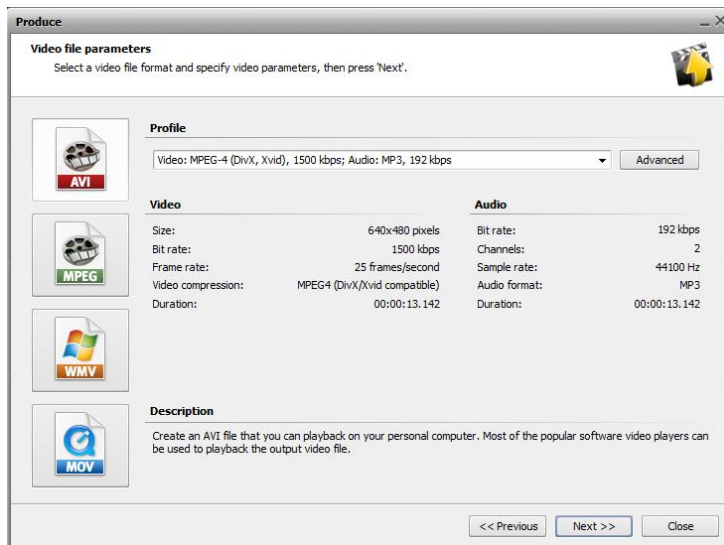 Produce
Video file parameters
Select a video file format and specify video parameters, then press 'Next'.
AVI
MPEG
WMV
MOV
Profile
Video: MPEG-4 (DivX, Xvid), 1500 kbps; Audio: MP3, 192 kbps
Advanced
Video
Size: 640x480 pixels
Bit rate: 1500 kbps
Frame rate: 25 frames/second
Video compression: MPEG4 (DivX/Xvid compatible)
Duration: 00:00:13.142
Audio
Bit rate: 192 kbps
Channels: 2
Sample rate: 44100 Hz
Audio format: MP3
Duration: 00:00:13.142
Description
Create an AVI file that you can playback on your personal computer. Most of the popular software video players can
be used to playback the output video file.
<< Previous
Next >>
Close